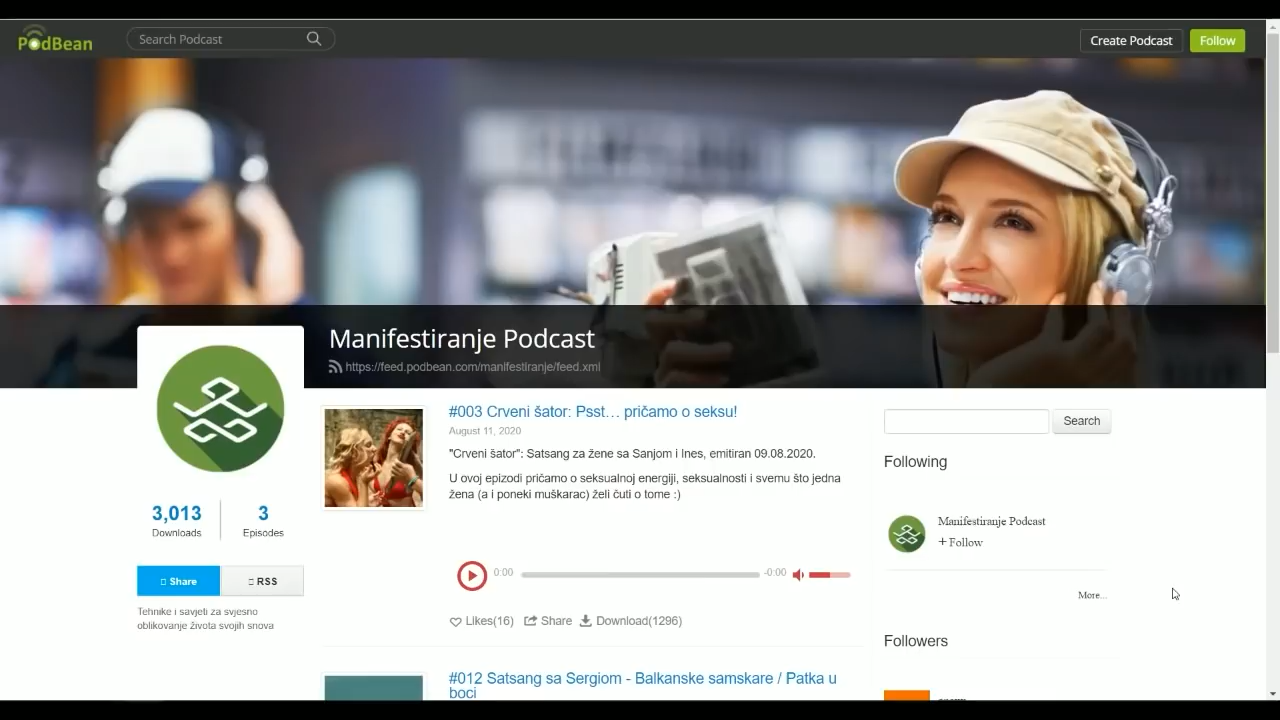 PodBean
Search Podcast
Create Podcast
Follow
Manifestiranje Podcast
https://feed.podbean.com/manifestiranje/feed.xml
3,013
Downloads
3
Episodes
Share
RSS
Tehnike i savjeti za svjesno
oblikovanje života svojih snova
#003 Crveni šator: Psst… pričamo o seksu!
August 11, 2020
"Crveni šator": Satsang za žene sa Sanjom i Ines, emitiran 09.08.2020.
U ovoj epizodi pričamo o seksualnoj energiji, seksualnosti i svemu što jedna
žena (a i poneki muškarac) želi čuti o tome :)
0:00
-0:00
Likes(16)
Share
Download(1296)
#012 Satsang sa Sergiom - Balkanske samskare / Patka u
boci
Search
Following
Manifestiranje Podcast
+ Follow
More...
Followers